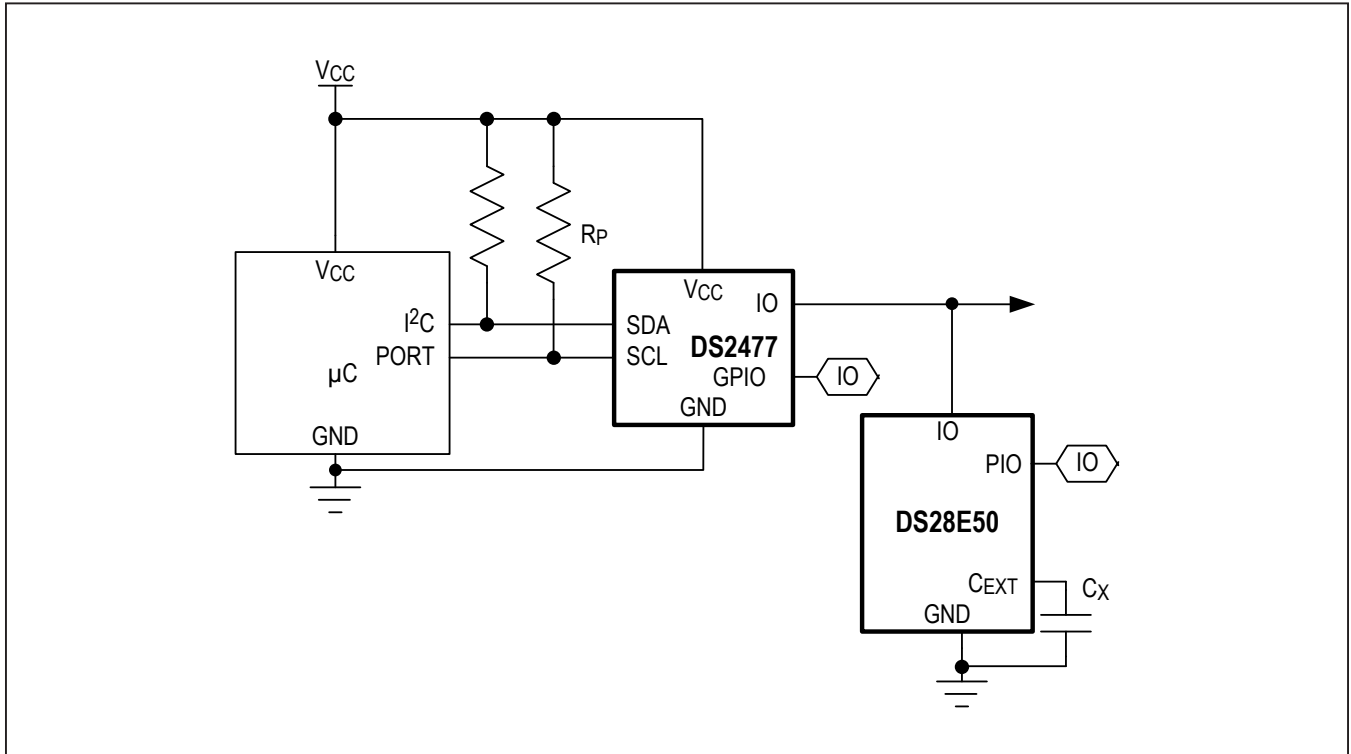 VCC
RP
VCC
I²C
PORT
µC
GND
VCC
IO
SDA
DS2477
SCL
GPIO
IO
GND
IO
PIO
IO
DS28E50
CEXT
CX
GND